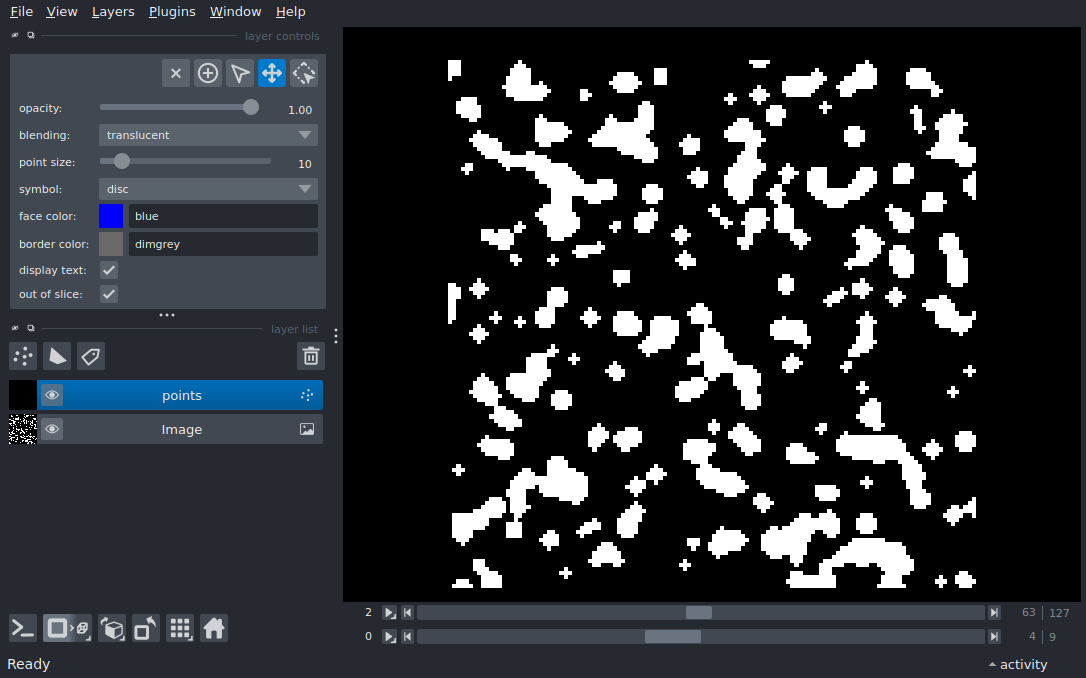 File View Layers Plugins Window Help
layer controls
opacity: 1.00
blending: translucent
point size: 10
symbol: disc
face color: blue
border color: dimgrey
display text:
out of slice:
layer list
points
Image
2 63 127
0 4 9
Ready activity